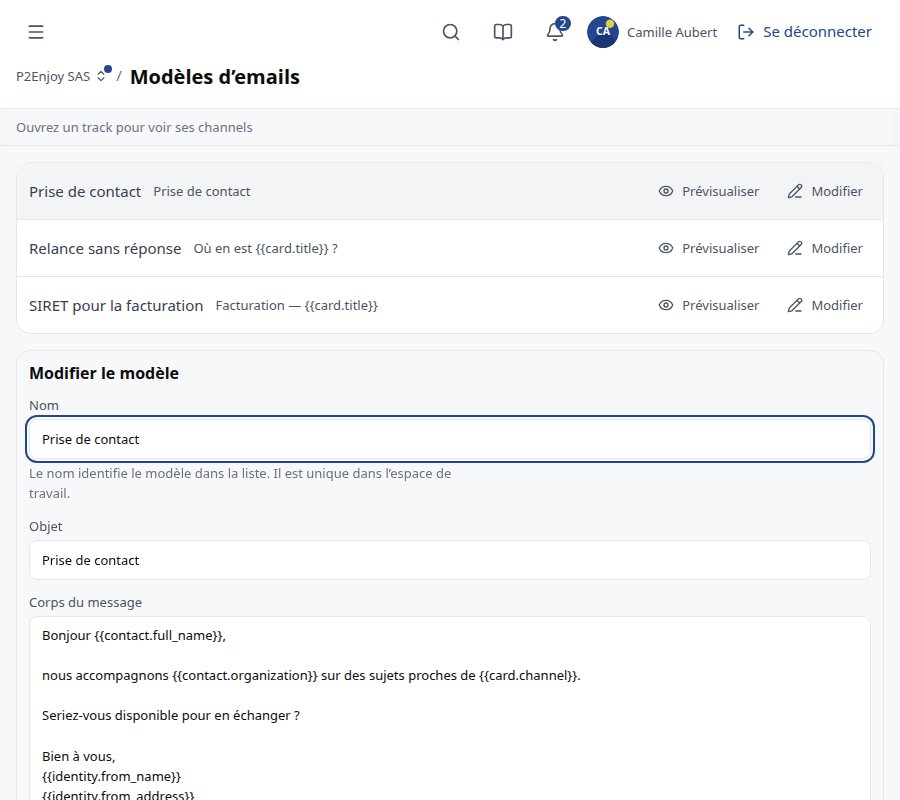 2
CA
Camille Aubert
Se déconnecter
P2Enjoy SAS / Modèles d’emails
Ouvrez un track pour voir ses channels
Prise de contact Prise de contact Prévisualiser Modifier
Relance sans réponse Où en est {{card.title}} ? Prévisualiser Modifier
SIRET pour la facturation Facturation — {{card.title}} Prévisualiser Modifier
Modifier le modèle
Nom
Prise de contact
Le nom identifie le modèle dans la liste. Il est unique dans l’espace de
travail.
Objet
Prise de contact
Corps du message
Bonjour {{contact.full_name}},
nous accompagnons {{contact.organization}} sur des sujets proches de {{card.channel}}.
Seriez-vous disponible pour en échanger ?
Bien à vous,
{{identity.from_name}}
{{identity.from_address}}